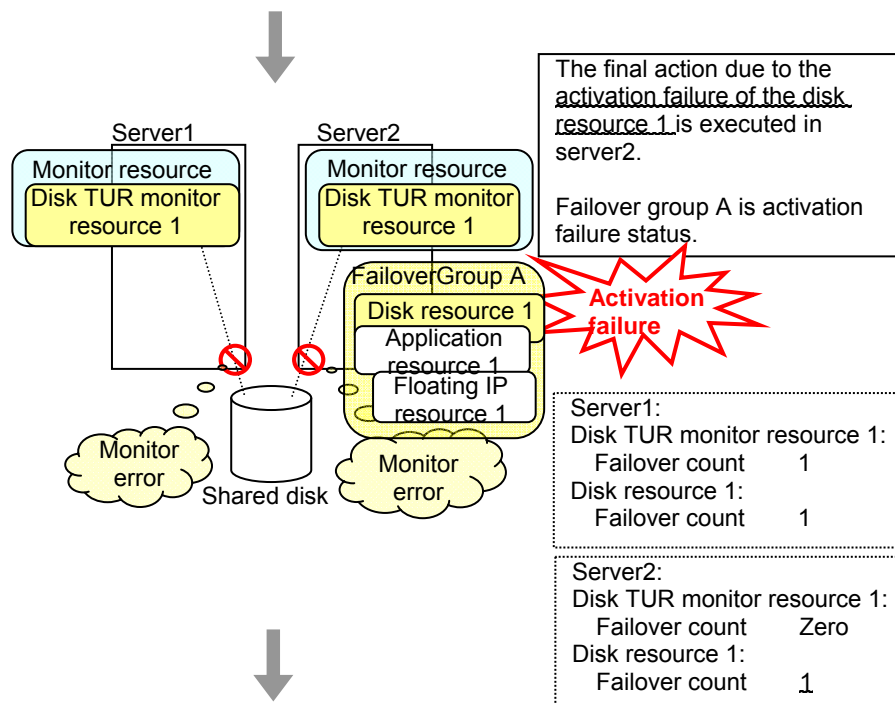 The final action due to the
activation failure of the disk
resource 1 is executed in
server2.
Failover group A is activation
failure status.
Server1
Monitor resource
Disk TUR monitor
resource 1
Server2
Monitor resource
Disk TUR monitor
resource 1
FailoverGroup A
Disk resource 1
Application
resource 1
Floating IP
resource 1
Activation
failure
Monitor
error
Shared disk
Monitor
error
Server1:
Disk TUR monitor resource 1:
Failover count 1
Disk resource 1:
Failover count 1
Server2:
Disk TUR monitor resource 1:
Failover count Zero
Disk resource 1:
Failover count 1